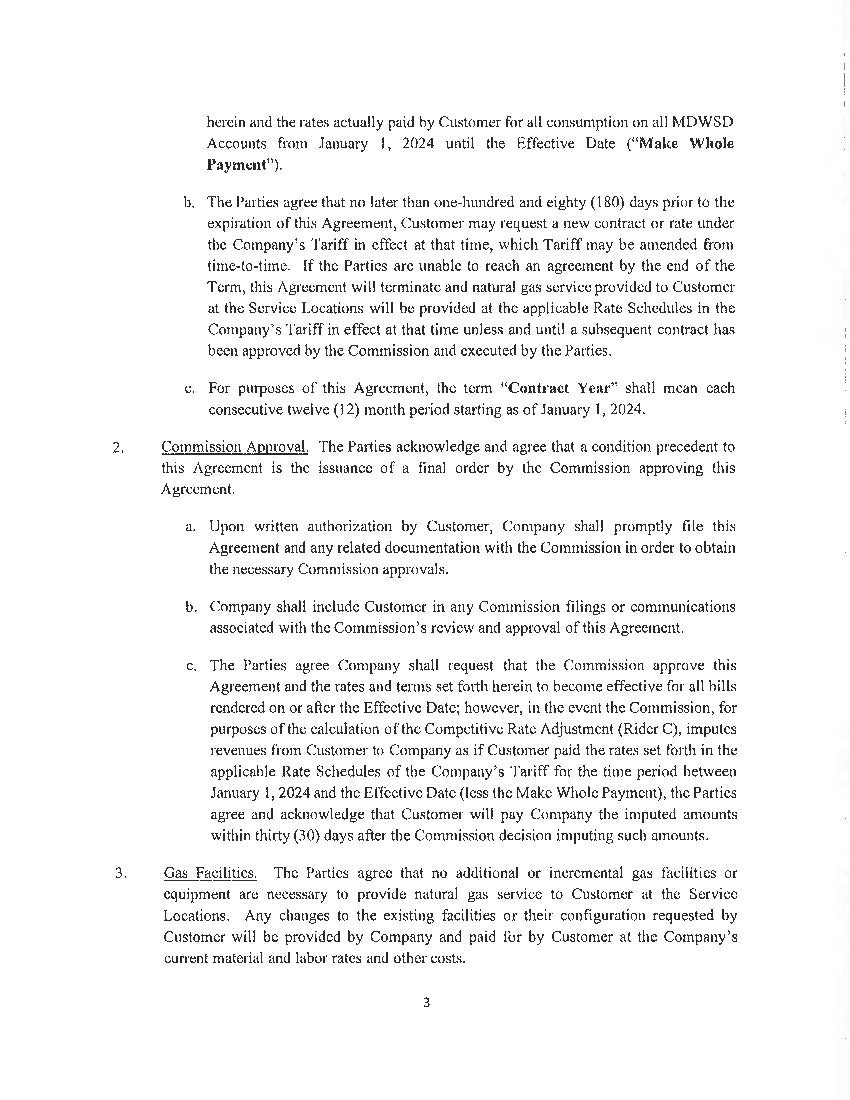 herein and the rates actually paid by Customer for all consumption on all MDWSD
Accounts from January 1, 2024 until the Effective Date (“Make Whole
Payment”).
b. The Parties agree that no later than one-hundred and eighty (180) days prior to the
expiration of this Agreement, Customer may request a new contract or rate under
the Company’s Tariff in effect at that time, which Tariff may be amended from
time-to-time. If the Parties are unable to reach an agreement by the end of the
Term, this Agreement will terminate and natural gas service provided to Customer
at the Service Locations will be provided at the applicable Rate Schedules in the
Company’s Tariff in effect at that time unless and until a subsequent contract has
been approved by the Commission and executed by the Parties.
c. For purposes of this Agreement, the term “Contract Year” shall mean each
consecutive twelve (12) month period starting as of January 1, 2024.
2. Commission Approval. The Parties acknowledge and agree that a condition precedent to
this Agreement is the issuance of a final order by the Commission approving this
Agreement.
a. Upon written authorization by Customer, Company shall promptly file this
Agreement and any related documentation with the Commission in order to obtain
the necessary Commission approvals.
b. Company shall include Customer in any Commission filings or communications
associated with the Commission’s review and approval of this Agreement.
c. The Parties agree Company shall request that the Commission approve this
Agreement and the rates and terms set forth herein to become effective for all bills
rendered on or after the Effective Date; however, in the event the Commission, for
purposes of the calculation of the Competitive Rate Adjustment (Rider C), imputes
revenues from Customer to Company as if Customer paid the rates set forth in the
applicable Rate Schedules of the Company’s Tariff for the time period between
January 1, 2024 and the Effective Date (less the Make Whole Payment), the Parties
agree and acknowledge that Customer will pay Company the imputed amounts
within thirty (30) days after the Commission decision imputing such amounts.
3. Gas Facilities. The Parties agree that no additional or incremental gas facilities or
equipment are necessary to provide natural gas service to Customer at the Service
Locations. Any changes to the existing facilities or their configuration requested by
Customer will be provided by Company and paid for by Customer at the Company’s
current material and labor rates and other costs.
3